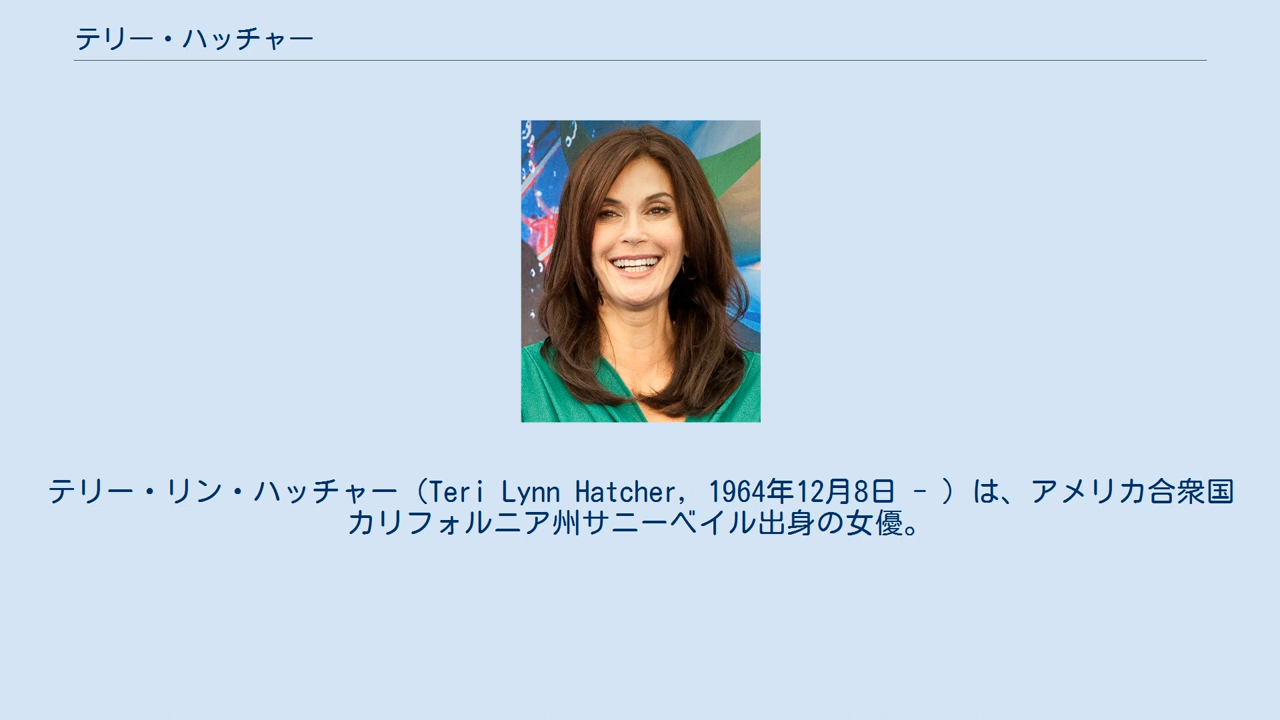 テリー・ハッチャー
テリー・リン・ハッチャー（Teri Lynn Hatcher, 1964年12月8日 - ）は、アメリカ合衆国
カリフォルニア州サニーベイル出身の女優。